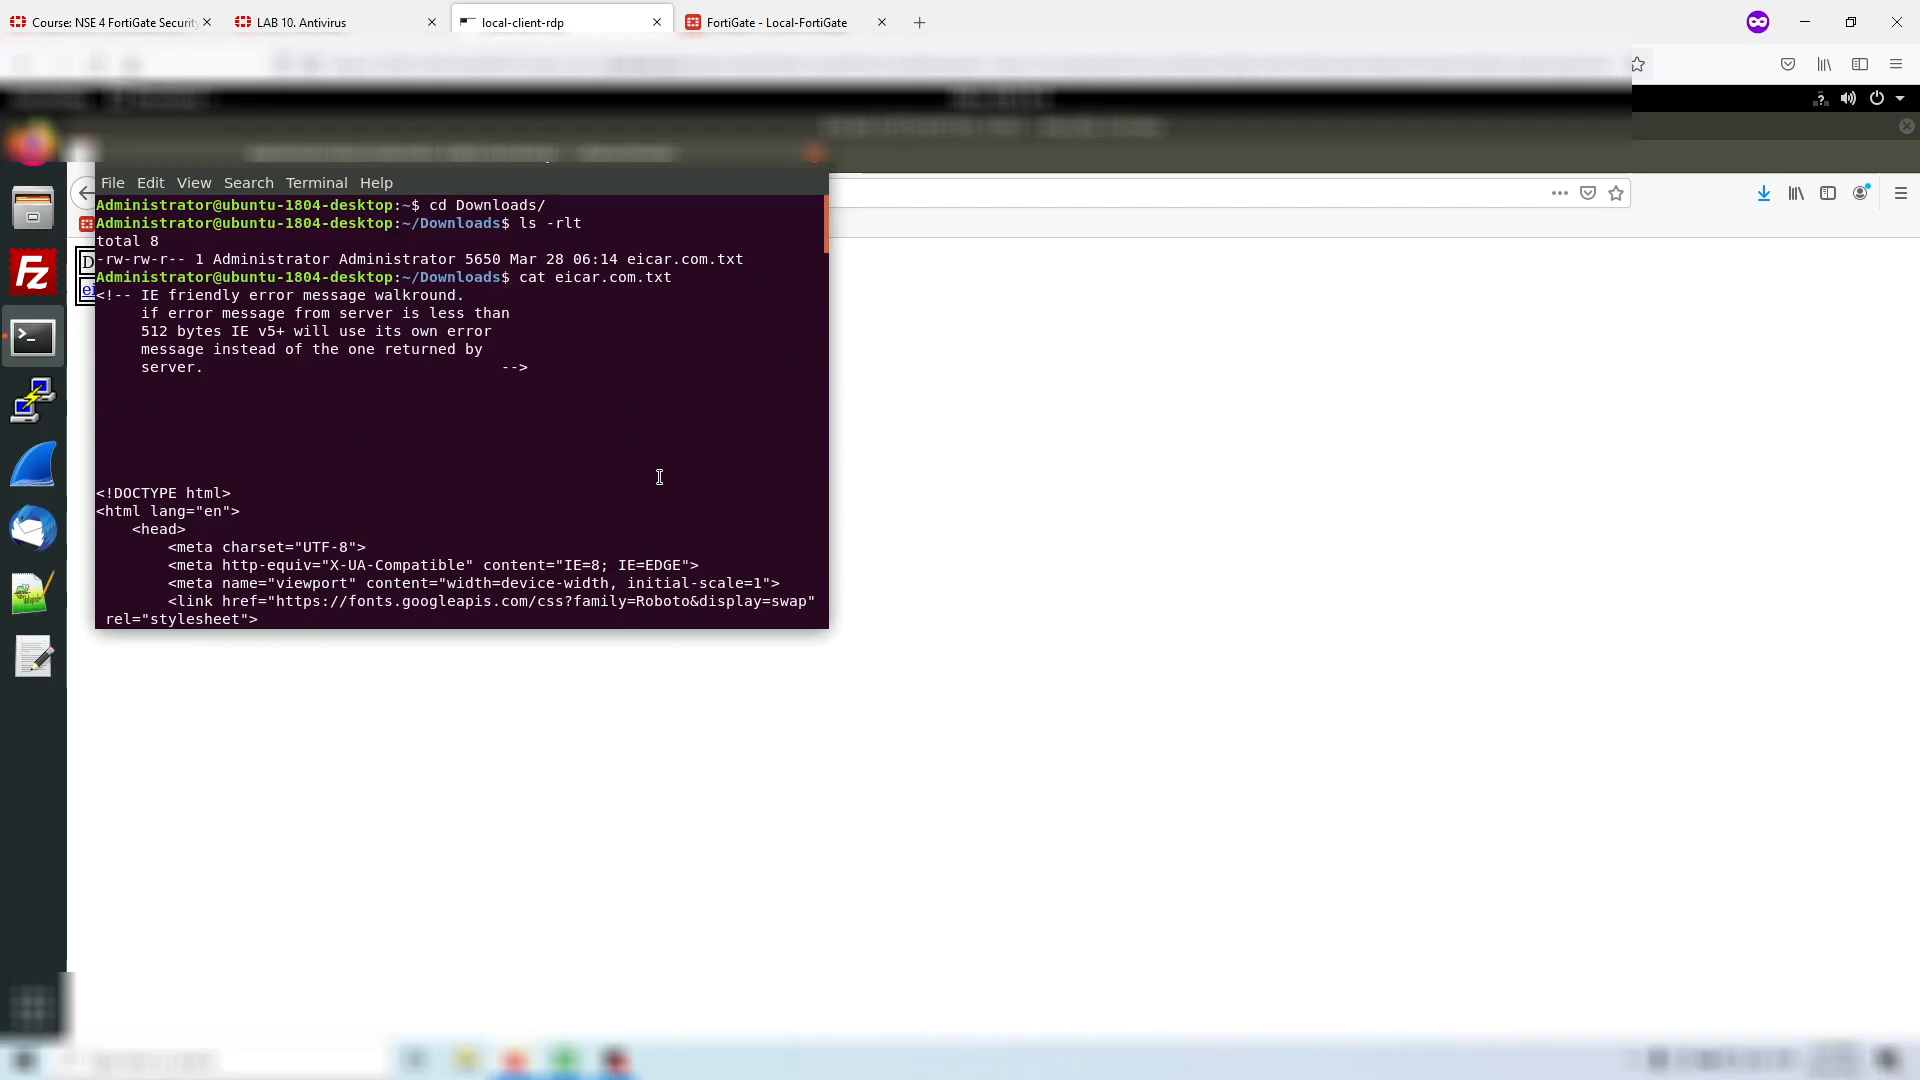 Course: NSE 4 FortiGate Security
LAB 10. Antivirus
local-client-rdp
FortiGate - Local-FortiGate
File Edit View Search Terminal Help
Administrator@ubuntu-1804-desktop:~$ cd Downloads/
Administrator@ubuntu-1804-desktop:~/Downloads$ ls -rlt
total 8
-rw-rw-r-- 1 Administrator Administrator 5650 Mar 28 06:14 eicar.com.txt
Administrator@ubuntu-1804-desktop:~/Downloads$ cat eicar.com.txt
<!-- IE friendly error message walkround.
if error message from server is less than
512 bytes IE v5+ will use its own error
message instead of the one returned by
server. -->
<!DOCTYPE html>
<html lang="en">
<head>
<meta charset="UTF-8">
<meta http-equiv="X-UA-Compatible" content="IE=8; IE=EDGE">
<meta name="viewport" content="width=device-width, initial-scale=1">
<link href="https://fonts.googleapis.com/css?family=Roboto&display=swap"
rel="stylesheet">